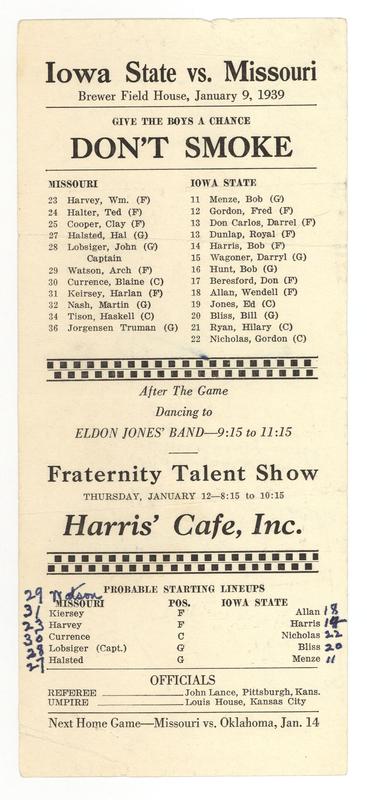 Iowa State vs. Missouri
Brewer Field House, January 9, 1939
GIVE THE BOYS A CHANCE
DON'T SMOKE
MISSOURI
23 Harvey, Wm. (F)
24 Halter, Ted (F)
25 Cooper, Clay (F)
27 Halsted, Hal (G)
28 Lobsiger, John (G)
Captain
29 Watson, Arch (F)
30 Currence, Blaine (C)
31 Keirsey, Harlan (F)
32 Nash, Martin (G)
34 Tison, Haskell (C)
36 Jorgensen Truman (G)
IOWA STATE
11 Menze, Bob (G)
12 Gordon, Fred (F)
13 Don Carlos, Darrel (F)
13 Dunlap, Royal (F)
14 Harris, Bob (F)
15 Wagoner, Darryl (G)
16 Hunt, Bob (G)
17 Beresford, Don (F)
18 Allan, Wendell (F)
19 Jones, Ed (C)
20 Bliss, Bill (G)
21 Ryan, Hilary (C)
22 Nicholas, Gordon (C)
After The Game
Dancing to
ELDON JONES' BAND—9:15 to 11:15
Fraternity Talent Show
THURSDAY, JANUARY 12—8:15 to 10:15
Harris' Cafe, Inc.
PROBABLE STARTING LINEUPS
29 Watson
MISSOURI POS. IOWA STATE
31 Kiersey F Allan 18
23 Harvey F Harris 14
30 Currence C Nicholas 22
28 Lobsiger (Capt.) G Bliss 20
27 Halsted G Menze 11
OFFICIALS
REFEREE John Lance, Pittsburgh, Kans.
UMPIRE Louis House, Kansas City
Next Home Game—Missouri vs. Oklahoma, Jan. 14